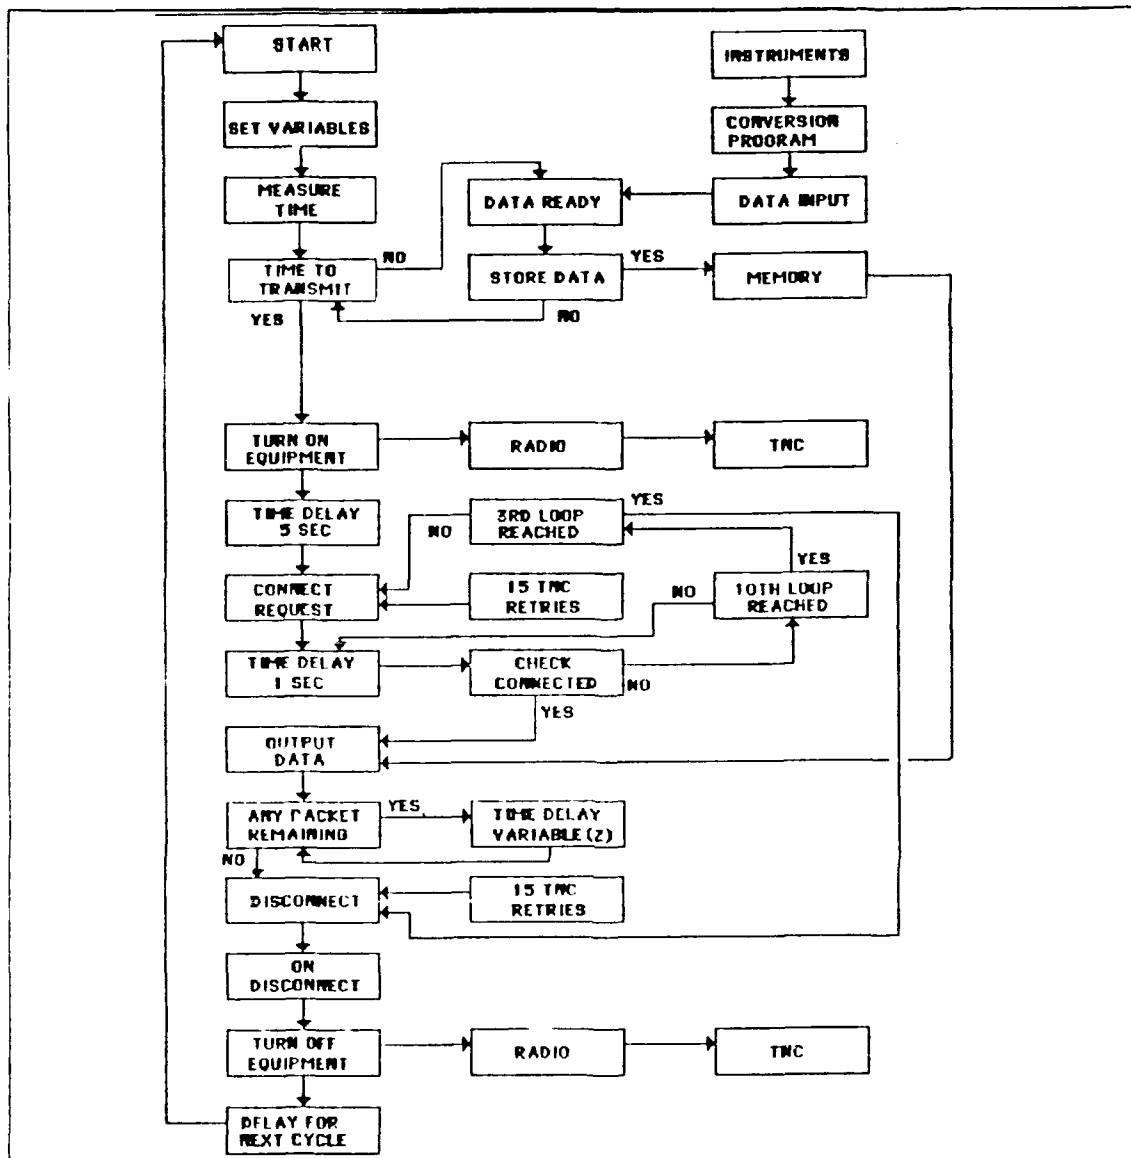 START
INSTRUMENTS
SET VARIABLES
CONVERSION
PROGRAM
MEASURE
TIME
DATA READY
DATA INPUT
TIME TO
TRANSMIT
NO
STORE DATA
YES
MEMORY
YES
NO
TURN ON
EQUIPMENT
RADIO
TNC
TIME DELAY
5 SEC
NO
3RD LOOP
REACHED
YES
YES
CONNECT
REQUEST
15 TNC
RETRIES
NO
10TH LOOP
REACHED
TIME DELAY
1 SEC
CHECK
CONNECTED
NO
YES
OUTPUT
DATA
ANY PACKET
REMAINING
YES
TIME DELAY
VARIABLE(Z)
NO
DISCONNECT
15 TNC
RETRIES
ON
DISCONNECT
TURN OFF
EQUIPMENT
RADIO
TNC
DELAY FOR
NEXT CYCLE